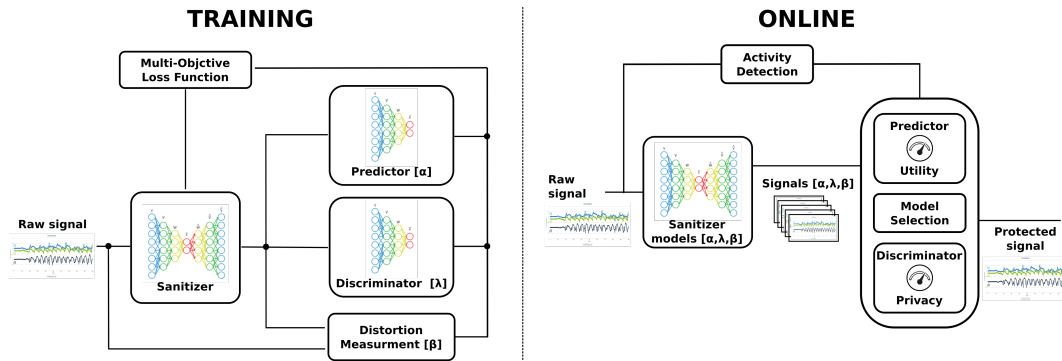 TRAINING
Multi-Objctive
Loss Function
Predictor [α]
Raw signal
Sanitizer
Discriminator [λ]
Distortion
Measurment [β]
ONLINE
Activity
Detection
Raw
signal
Sanitizer
models [α,λ,β]
Signals [α,λ,β]
Predictor
Utility
Model
Selection
Discriminator
Privacy
Protected
signal